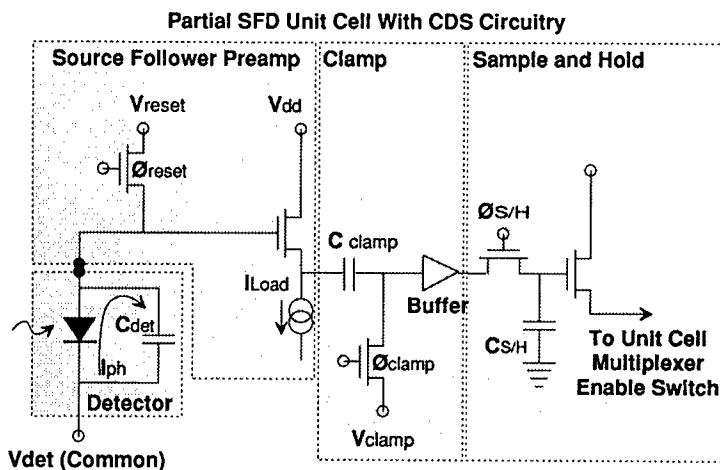 Partial SFD Unit Cell With CDS Circuitry
Source Follower Preamp
Clamp
Sample and Hold
Vreset
Vdd
Øreset
ØS/H
C clamp
ILoad
Buffer
Cdet
Iph
Øclamp
CS/H
To Unit Cell
Multiplexer
Enable Switch
Detector
Vclamp
Vdet (Common)